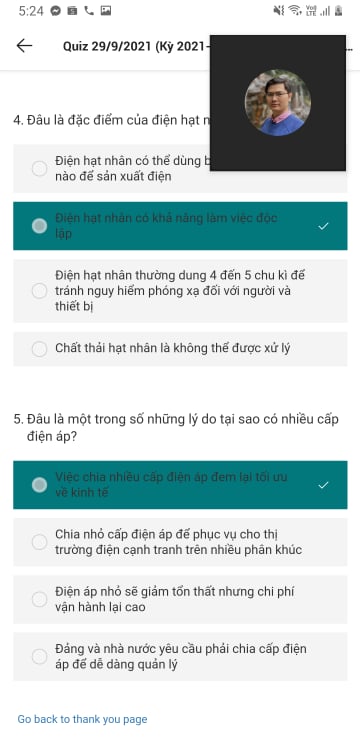 5:24
Vo))
LTE
Quiz 29/9/2021 (Kỳ 2021-
...
4. Đâu là đặc điểm của điện hạt n
Điện hạt nhân có thể dùng b
nào để sản xuất điện
Điện hạt nhân có khả năng làm việc độc
lập
Điện hạt nhân thường dung 4 đến 5 chu kì để
tránh nguy hiểm phóng xạ đối với người và
thiết bị
Chất thải hạt nhân là không thể được xử lý
5. Đâu là một trong số những lý do tại sao có nhiều cấp
điện áp?
Việc chia nhiều cấp điện áp đem lại tối ưu
về kinh tế
Chia nhỏ cấp điện áp để phục vụ cho thị
trường điện cạnh tranh trên nhiều phân khúc
Điện áp nhỏ sẽ giảm tổn thất nhưng chi phí
vận hành lại cao
Đảng và nhà nước yêu cầu phải chia cấp điện
áp để dễ dàng quản lý
Go back to thank you page